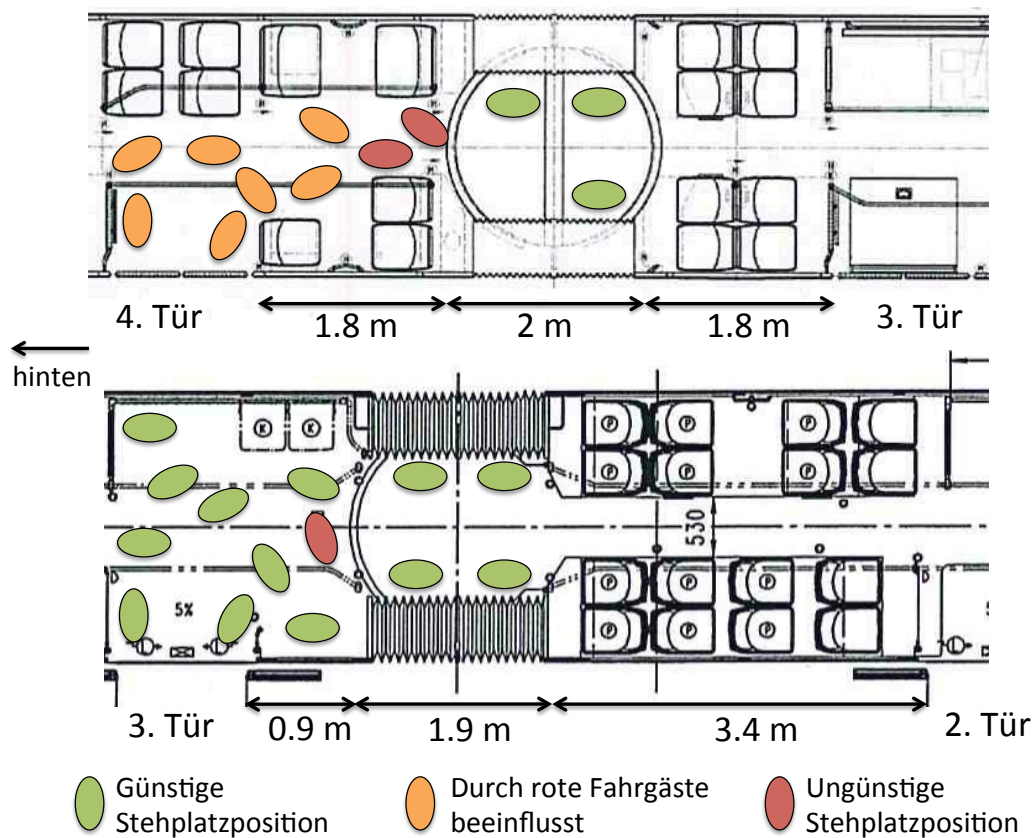 4. Tür
1.8 m
2 m
1.8 m
3. Tür
hinten
K
K
P
P
P
P
P
P
530
P
P
P
P
P
P
5%
3. Tür
0.9 m
1.9 m
3.4 m
2. Tür
Günstige
Stehplatzposition
Durch rote Fahrgäste
beeinflusst
Ungünstige
Stehplatzposition